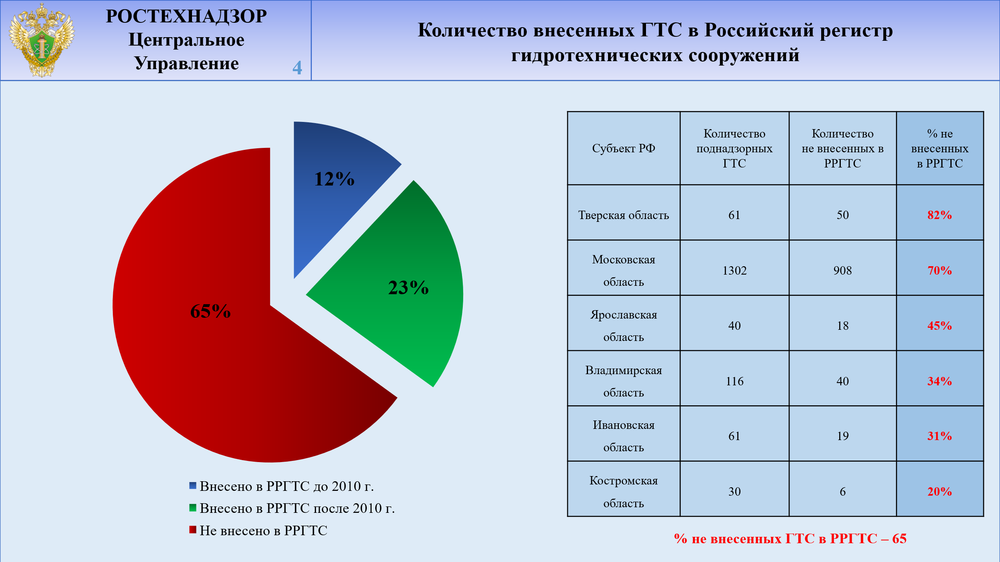 РОСТЕХНАДЗОР
Центральное
Управление
4
Количество внесенных ГТС в Российский регистр
гидротехнических сооружений
12%
23%
65%
Внесено в РРГТС до 2010 г.
Внесено в РРГТС после 2010 г.
Не внесено в РРГТС
Субъект РФ
Количество
поднадзорных
ГТС
Количество
не внесенных в
РРГТС
% не
внесенных
в РРГТС
Тверская область
61
50
82%
Московская
область
1302
908
70%
Ярославская
область
40
18
45%
Владимирская
область
116
40
34%
Ивановская
область
61
19
31%
Костромская
область
30
6
20%
% не внесенных ГТС в РРГТС – 65